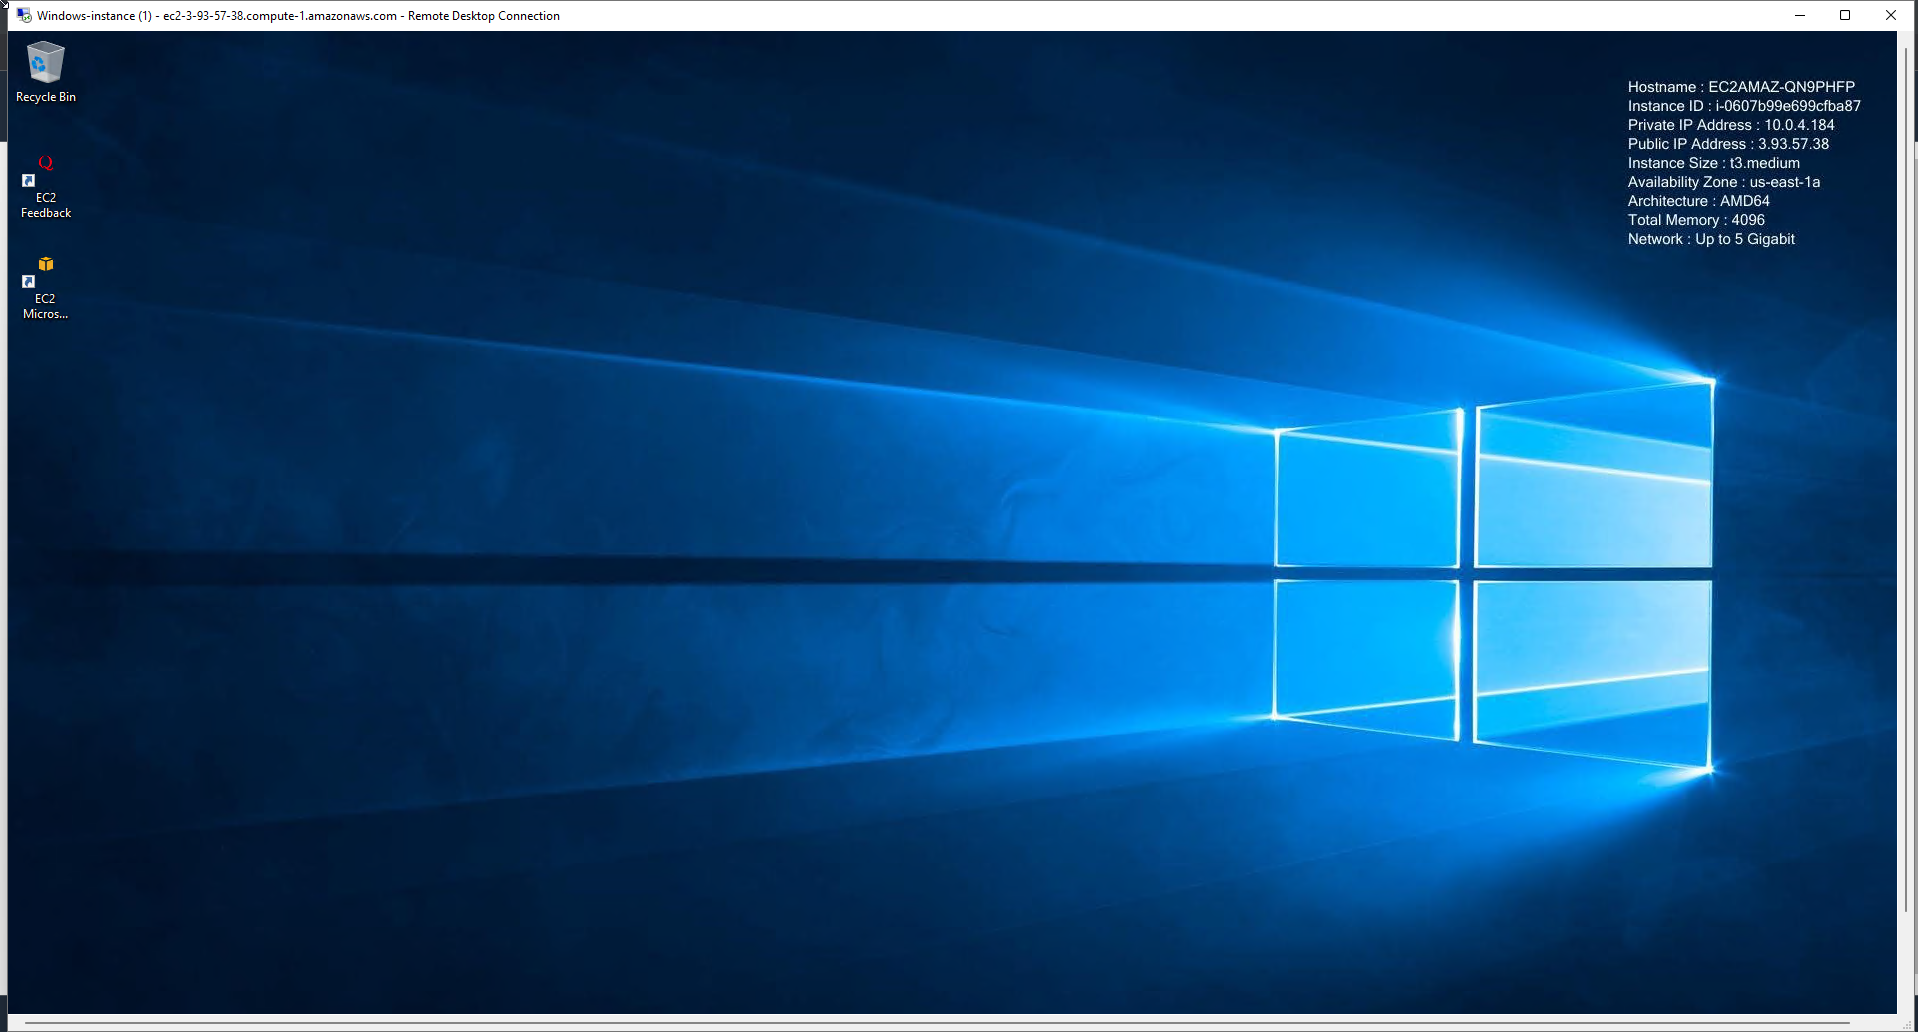 Windows-instance (1) - ec2-3-93-57-38.compute-1.amazonaws.com - Remote Desktop Connection
Recycle Bin
EC2
Feedback
EC2
Micros...
Hostname : EC2AMAZ-QN9PHFP
Instance ID : i-0607b99e699cfba87
Private IP Address : 10.0.4.184
Public IP Address : 3.93.57.38
Instance Size : t3.medium
Availability Zone : us-east-1a
Architecture : AMD64
Total Memory : 4096
Network : Up to 5 Gigabit